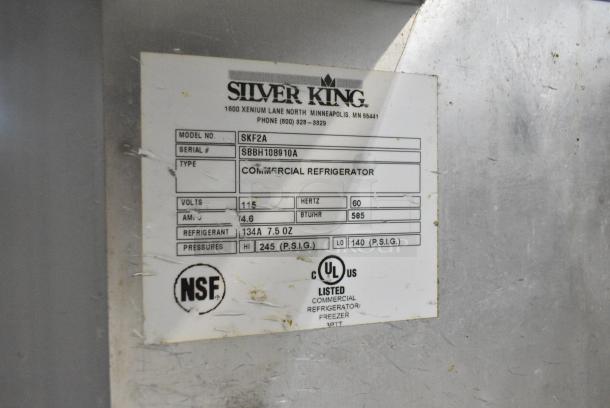 SILVER KING®
1600 XENIUM LANE NORTH MINNEAPOLIS, MN 55441
PHONE (800) 328-3329
MODEL NO. SKF2A
SERIAL # SBBH108910A
TYPE COMMERCIAL REFRIGERATOR
VOLTS 115 HERTZ 60
4.6 BTU/HR 585
REFRIGERANT 134A 7.5 OZ
PRESSURES HI 245 (P.S.I.G.) LO 140 (P.S.I.G.)
NSF®
C UL US
LISTED
COMMERCIAL
REFRIGERATOR/
FREEZER